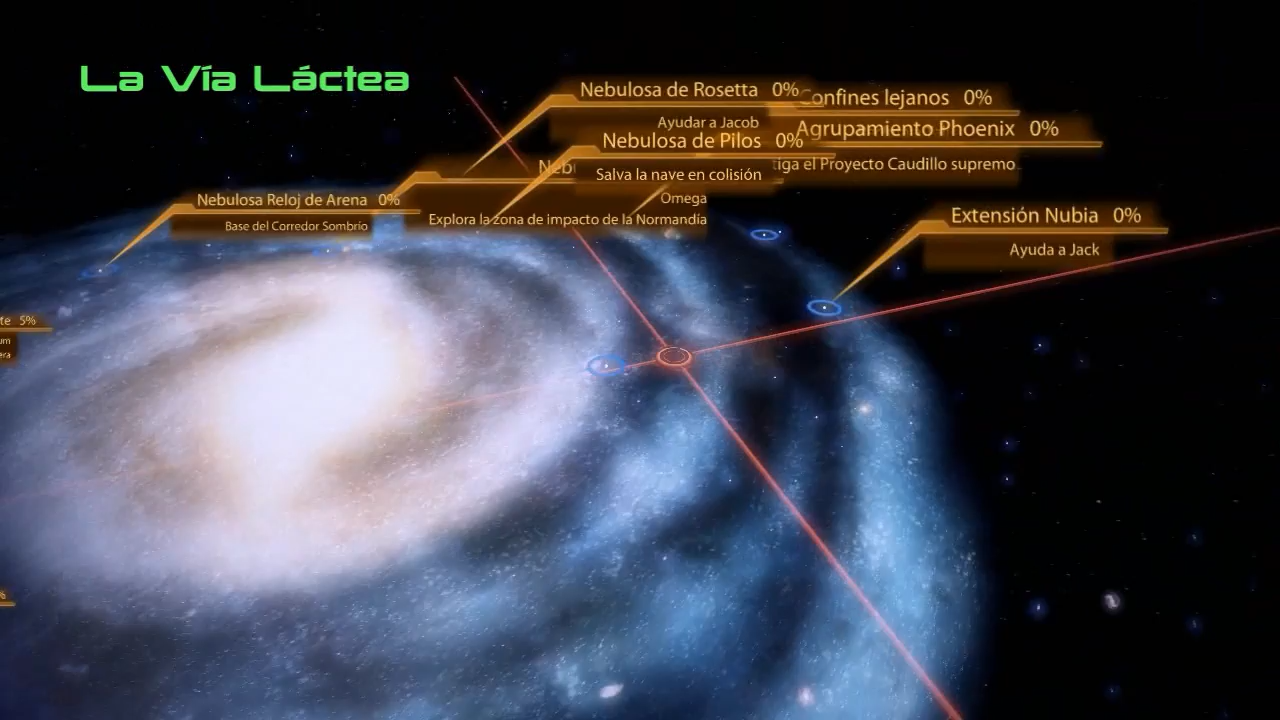 La Vía Láctea
Nebulosa de Rosetta 0%
Ayudar a Jacob
Confines lejanos 0%
Agrupamiento Phoenix 0%
Proyecto Caudillo supremo
Nebulosa de Pilos 0%
Salva la nave en colisión
Omega
Explora la zona de impacto de la Normandía
Nebulosa Reloj de Arena 0%
Base del Corredor Sombrío
Extensión Nubia 0%
Ayuda a Jack
5%